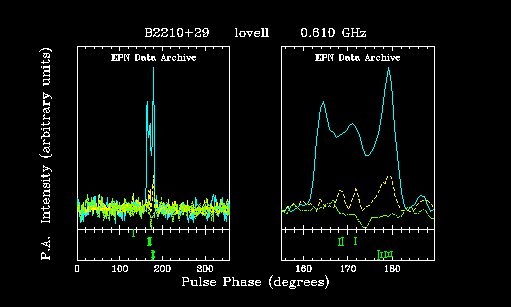 B2210+29 lovell 0.610 GHz
EPN Data Archive EPN Data Archive
P.A. Intensity (arbitrary units)
0 100 200 300 160 170 180
Pulse Phase (degrees)